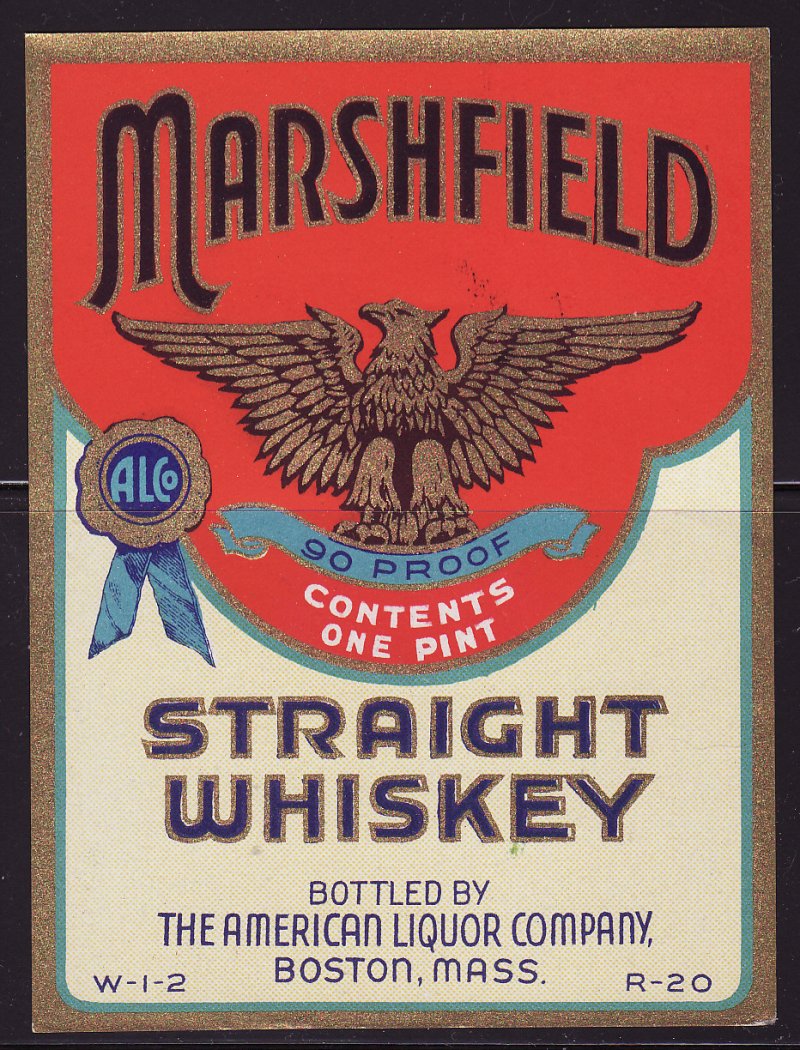 MARSHFIELD
ALCO
90 PROOF
CONTENTS
ONE PINT
STRAIGHT
WHISKEY
BOTTLED BY
THE AMERICAN LIQUOR COMPANY,
BOSTON, MASS.
W-1-2
R-20